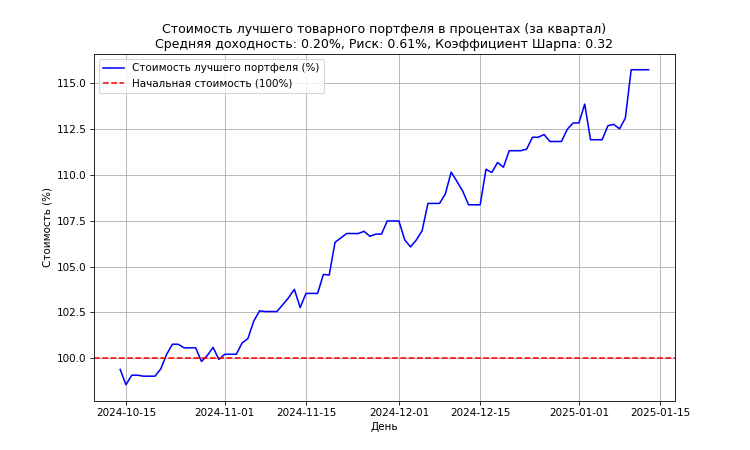 Стоимость лучшего товарного портфеля в процентах (за квартал)
Средняя доходность: 0.20%, Риск: 0.61%, Коэффициент Шарпа: 0.32
Стоимость лучшего портфеля (%)
Начальная стоимость (100%)
Стоимость (%)
115.0
112.5
110.0
107.5
105.0
102.5
100.0
2024-10-15
2024-11-01
2024-11-15
2024-12-01
2024-12-15
2025-01-01
2025-01-15
День